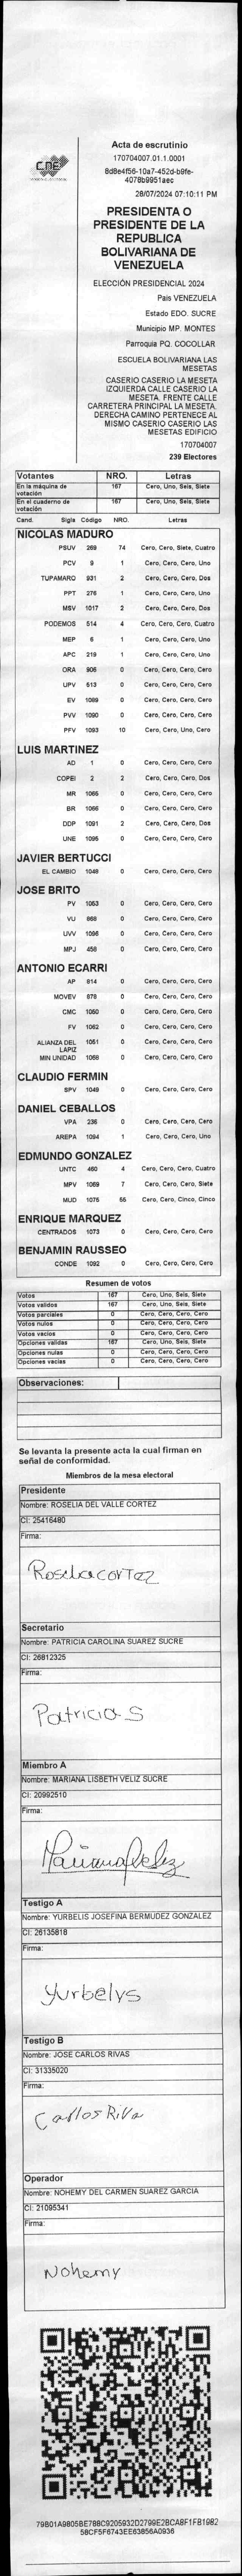 CNE
Acta de escrutinio
170704007.01.1.0001
8d8e4f56-10a7-452d-b9fe-
4078b9951aec
28/07/2024 07:10:11 PM
PRESIDENTA O
PRESIDENTE DE LA
REPUBLICA
BOLIVARIANA DE
VENEZUELA
ELECCIÓN PRESIDENCIAL 2024
País VENEZUELA
Estado EDO. SUCRE
Municipio MP. MONTES
Parroquia PQ. COCOLLAR
ESCUELA BOLIVARIANA LAS
MESETAS
CASERIO CASERIO LA MESETA
IZQUIERDA CALLE CASERIO LA
MESETA. FRENTE CALLE
CARRETERA PRINCIPAL LA MESETA.
DERECHA CAMINO PERTENECE AL
MISMO CASERIO CASERIO LAS
MESETAS EDIFICIO
170704007
239 Electores
Votantes NRO. Letras
En la máquina de votación 167 Cero, Uno, Seis, Siete
En el cuaderno de votación 167 Cero, Uno, Seis, Siete
Cand. Sigla Código NRO. Letras
NICOLAS MADURO
PSUV 269 74 Cero, Cero, Siete, Cuatro
PCV 9 1 Cero, Cero, Cero, Uno
TUPAMARO 931 2 Cero, Cero, Cero, Dos
PPT 276 1 Cero, Cero, Cero, Uno
MSV 1017 2 Cero, Cero, Cero, Dos
PODEMOS 514 4 Cero, Cero, Cero, Cuatro
MEP 6 1 Cero, Cero, Cero, Uno
APC 219 1 Cero, Cero, Cero, Uno
ORA 906 0 Cero, Cero, Cero, Cero
UPV 513 0 Cero, Cero, Cero, Cero
EV 1089 0 Cero, Cero, Cero, Cero
PVV 1090 0 Cero, Cero, Cero, Cero
PFV 1093 10 Cero, Cero, Uno, Cero
LUIS MARTINEZ
AD 1 0 Cero, Cero, Cero, Cero
COPEI 2 2 Cero, Cero, Cero, Dos
MR 1065 0 Cero, Cero, Cero, Cero
BR 1066 0 Cero, Cero, Cero, Cero
DDP 1091 2 Cero, Cero, Cero, Dos
UNE 1095 0 Cero, Cero, Cero, Cero
JAVIER BERTUCCI
EL CAMBIO 1048 0 Cero, Cero, Cero, Cero
JOSE BRITO
PV 1053 0 Cero, Cero, Cero, Cero
VU 868 0 Cero, Cero, Cero, Cero
UVV 1096 0 Cero, Cero, Cero, Cero
MPJ 458 0 Cero, Cero, Cero, Cero
ANTONIO ECARRI
AP 814 0 Cero, Cero, Cero, Cero
MOVEV 878 0 Cero, Cero, Cero, Cero
CMC 1050 0 Cero, Cero, Cero, Cero
FV 1062 0 Cero, Cero, Cero, Cero
ALIANZA DEL LAPIZ 1051 0 Cero, Cero, Cero, Cero
MIN UNIDAD 1068 0 Cero, Cero, Cero, Cero
CLAUDIO FERMIN
SPV 1049 0 Cero, Cero, Cero, Cero
DANIEL CEBALLOS
VPA 236 0 Cero, Cero, Cero, Cero
AREPA 1094 1 Cero, Cero, Cero, Uno
EDMUNDO GONZALEZ
UNTC 460 4 Cero, Cero, Cero, Cuatro
MPV 1069 7 Cero, Cero, Cero, Siete
MUD 1075 55 Cero, Cero, Cinco, Cinco
ENRIQUE MARQUEZ
CENTRADOS 1073 0 Cero, Cero, Cero, Cero
BENJAMIN RAUSSEO
CONDE 1092 0 Cero, Cero, Cero, Cero
Resumen de votos
Votos 167 Cero, Uno, Seis, Siete
Votos validos 167 Cero, Uno, Seis, Siete
Votos parciales 0 Cero, Cero, Cero, Cero
Votos nulos 0 Cero, Cero, Cero, Cero
Votos vacios 0 Cero, Cero, Cero, Cero
Opciones validas 167 Cero, Uno, Seis, Siete
Opciones nulas 0 Cero, Cero, Cero, Cero
Opciones vacias 0 Cero, Cero, Cero, Cero
Observaciones:
Se levanta la presente acta la cual firman en
señal de conformidad.
Miembros de la mesa electoral
Presidente
Nombre: ROSELIA DEL VALLE CORTEZ
CI: 25416480
Firma:
Roselia corTez
Secretario
Nombre: PATRICIA CAROLINA SUAREZ SUCRE
CI: 26812325
Firma:
Patricia S
Miembro A
Nombre: MARIANA LISBETH VELIZ SUCRE
CI: 20992510
Firma:
Mariana Veliz
Testigo A
Nombre: YURBELIS JOSEFINA BERMUDEZ GONZALEZ
CI: 26135818
Firma:
Yurbelys
Testigo B
Nombre: JOSE CARLOS RIVAS
CI: 31335020
Firma:
Carlos Riva
Operador
Nombre: NOHEMY DEL CARMEN SUAREZ GARCIA
CI: 21095341
Firma:
Nohemy
79B01A9805BE788C9205932D2799E2BCA8F1FB1982
58CF5F6743EE63856A0936